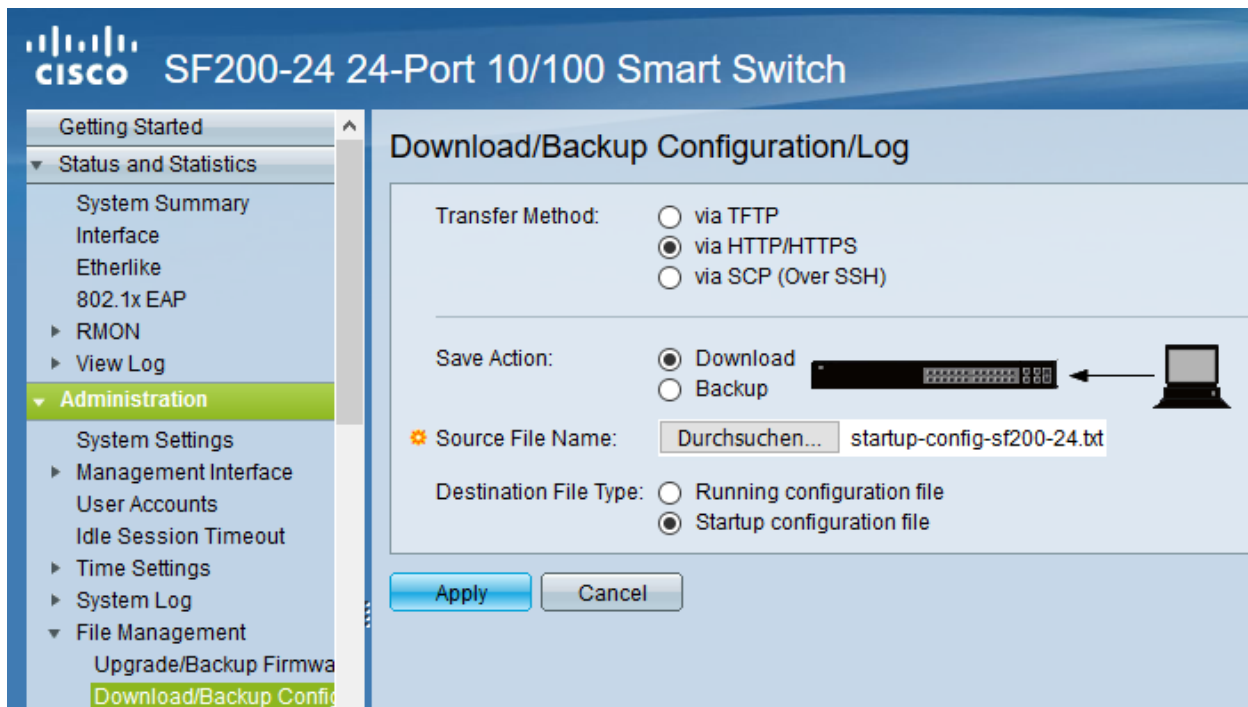 CISCO SF200-24 24-Port 10/100 Smart Switch
Getting Started
Status and Statistics
System Summary
Interface
Etherlike
802.1x EAP
RMON
View Log
Administration
System Settings
Management Interface
User Accounts
Idle Session Timeout
Time Settings
System Log
File Management
Upgrade/Backup Firmwa
Download/Backup Config
Download/Backup Configuration/Log
Transfer Method: via TFTP
via HTTP/HTTPS
via SCP (Over SSH)
Save Action: Download
Backup
Source File Name: Durchsuchen... startup-config-sf200-24.txt
Destination File Type: Running configuration file
Startup configuration file
Apply Cancel